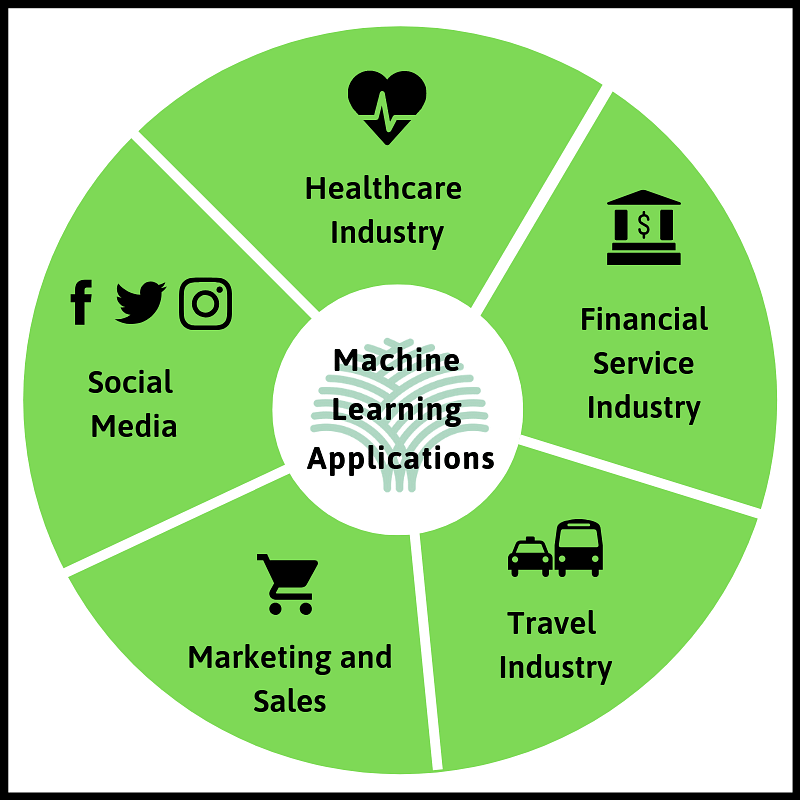 Machine
Learning
Applications
Healthcare
Industry
$
Financial
Service
Industry
Travel
Industry
Marketing and
Sales
f
Social
Media